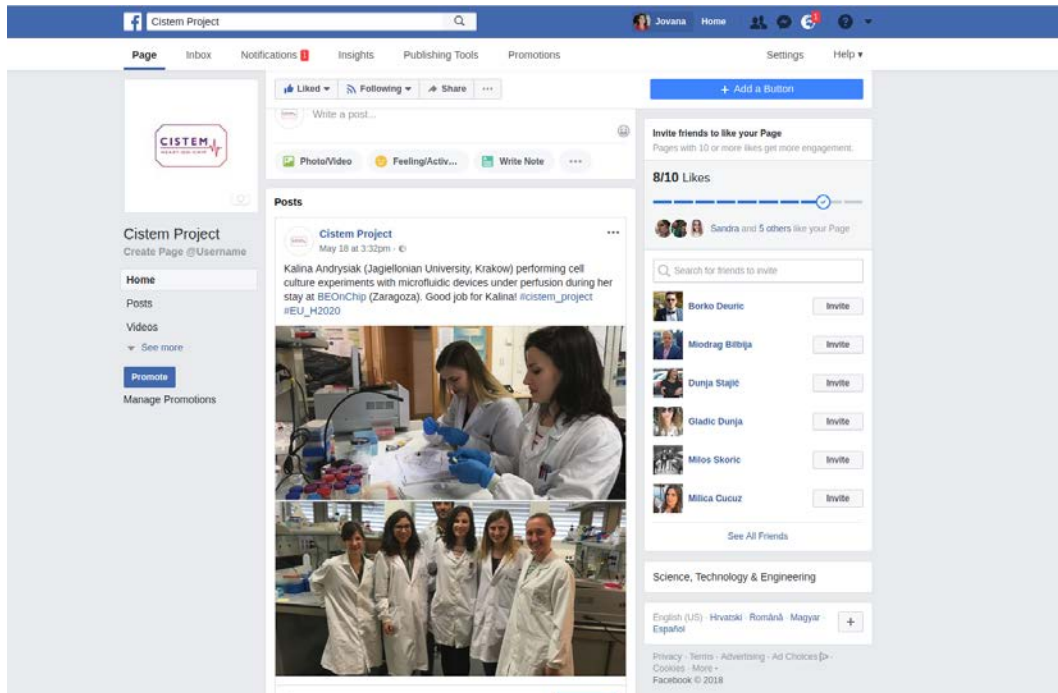 Cistem Project
Jovana Home
1
Page Inbox Notifications 1 Insights Publishing Tools Promotions Settings Help
CISTEM
HEART ON CHIP
Cistem Project
Create Page @Username
Home
Posts
Videos
See more
Promote
Manage Promotions
Liked Following Share ...
Write a post...
Photo/Video Feeling/Activ... Write Note ...
Posts
Cistem Project
May 18 at 3:32pm ·
Kalina Andrysiak (Jagiellonian University, Krakow) performing cell
culture experiments with microfluidic devices under perfusion during her
stay at BEOnChip (Zaragoza). Good job for Kalina! #cistem_project
#EU_H2020
+ Add a Button
Invite friends to like your Page
Pages with 10 or more likes get more engagement.
8/10 Likes
Sandra and 5 others like your Page
Search for friends to invite
Borko Deuric Invite
Miodrag Bilbija Invite
Dunja Stajić Invite
Gladic Dunja Invite
Milos Skoric Invite
Milica Cucuz Invite
See All Friends
Science, Technology & Engineering
English (US) · Hrvatski · Română · Magyar ·
Español
+
Privacy · Terms · Advertising · Ad Choices ·
Cookies · More
Facebook © 2018